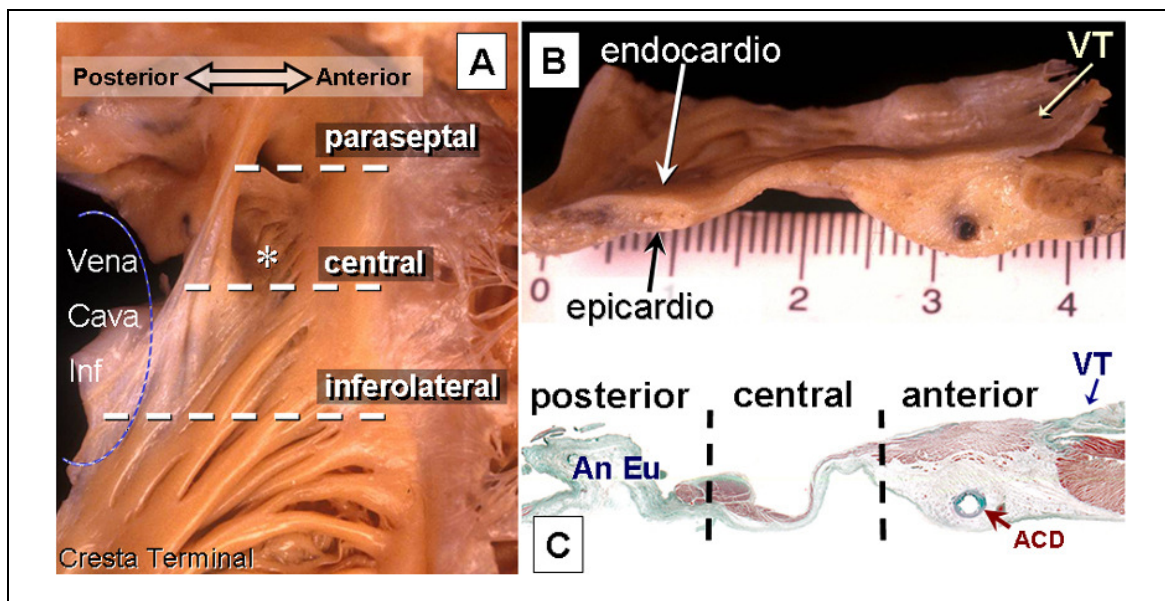 A
Posterior Anterior
paraseptal
*
central
Vena
Cava
Inf
inferolateral
Cresta Terminal
B
endocardio
VT
epicardio
0 1 2 3 4
VT
posterior central anterior
An Eu
ACD
C